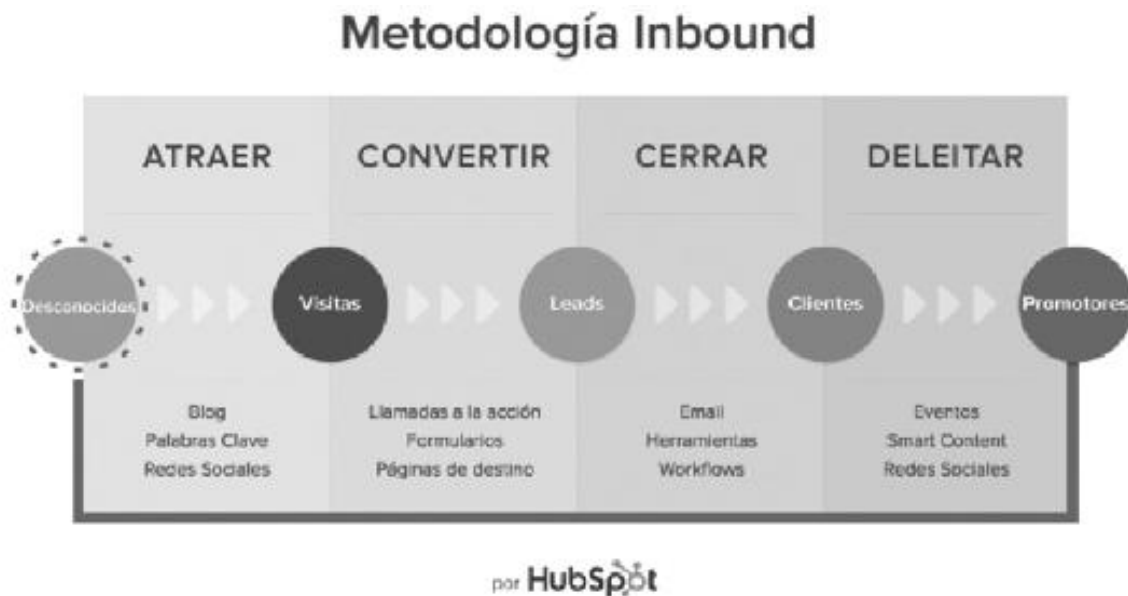 Metodología Inbound
ATRAER
CONVERTIR
CERRAR
DELEITAR
Desconocidos
Visitas
Leads
Clientes
Promotores
Blog
Palabras Clave
Redes Sociales
Llamadas a la acción
Formularios
Páginas de destino
Email
Herramientas
Workflows
Eventos
Smart Content
Redes Sociales
por HubSpot